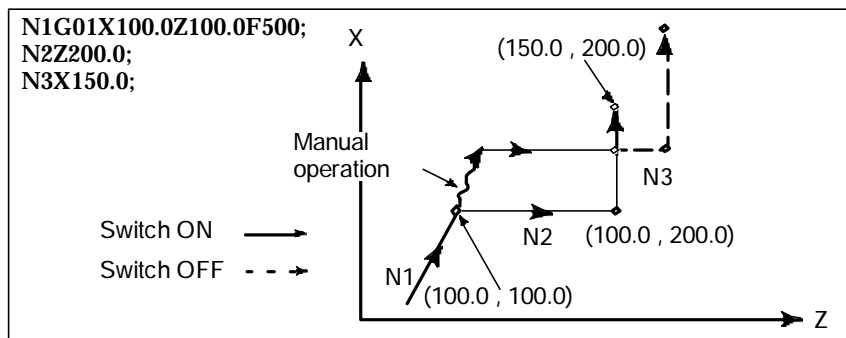 N1G01X100.0Z100.0F500;
N2Z200.0;
N3X150.0;
X
(150.0 , 200.0)
Manual
operation
N3
Switch ON
N2
(100.0 , 200.0)
Switch OFF
N1
(100.0 , 100.0)
Z